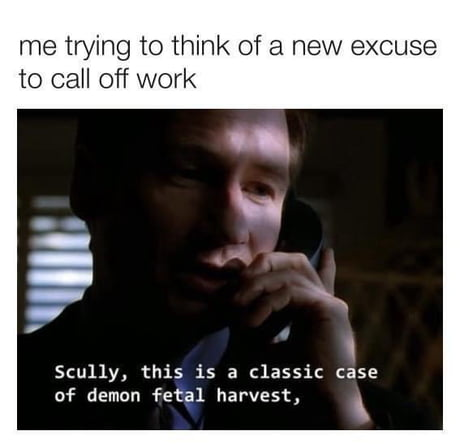 me trying to think of a new excuse
to call off work
Scully, this is a classic case
of demon fetal harvest,